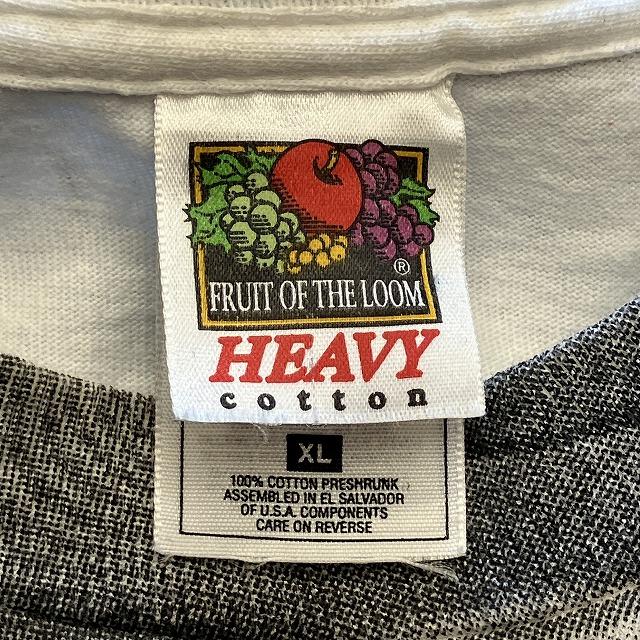 ®
FRUIT OF THE LOOM
HEAVY
cotton
XL
100% COTTON PRESHRUNK
ASSEMBLED IN EL SALVADOR
OF U.S.A. COMPONENTS
CARE ON REVERSE